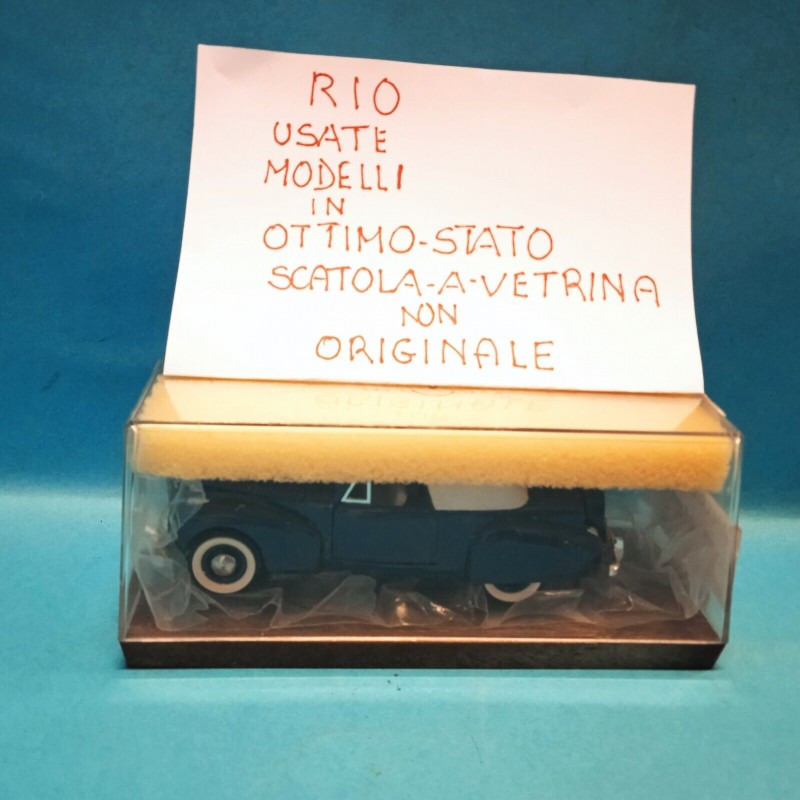 RIO
USATE
MODELLI
IN
OTTIMO-STATO
SCATOLA-A-VETRINA
NON
ORIGINALE